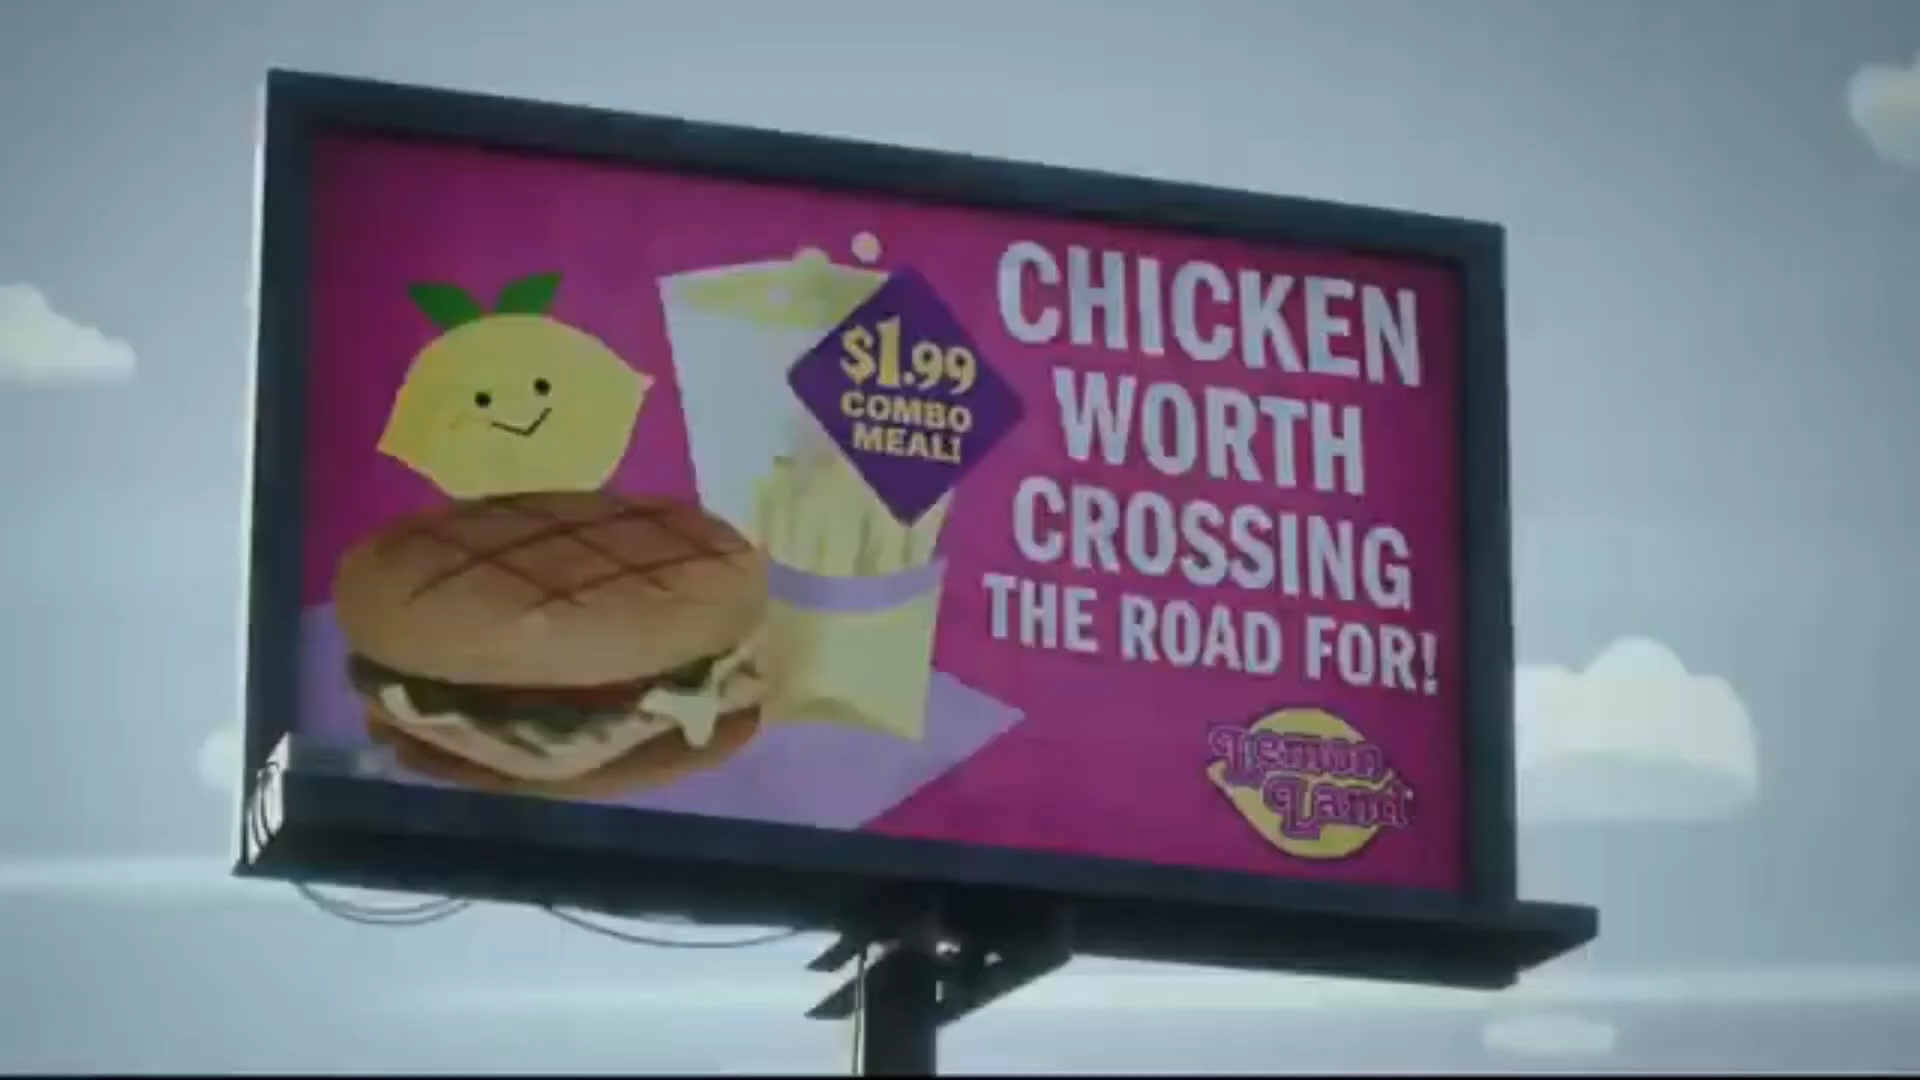 $1.99
COMBO
MEAL!
CHICKEN
WORTH
CROSSING
THE ROAD FOR!
Lemon
Land